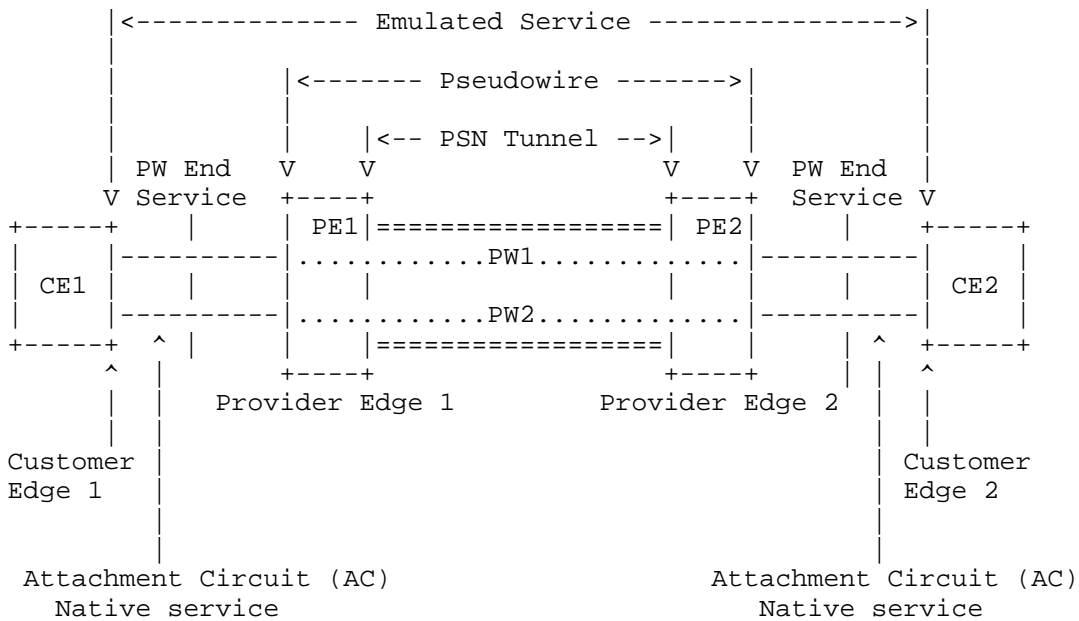 |<-------------- Emulated Service ---------------->|
|<------- Pseudowire ------->|
|<-- PSN Tunnel -->|
PW End V V V V PW End
V Service +----+ +----+ Service V
+-----+ | | PE1|==================| PE2| | +-----+
| |----------|............PW1.............|----------| |
| CE1 | | | | | | | | CE2 |
| |----------|............PW2.............|----------| |
+-----+ ^ | | |==================| | | ^ +-----+
^ | +----+ +----+ | | ^
| | Provider Edge 1 Provider Edge 2 | |
Customer | | Customer
Edge 1 | | Edge 2
Attachment Circuit (AC) Attachment Circuit (AC)
Native service Native service